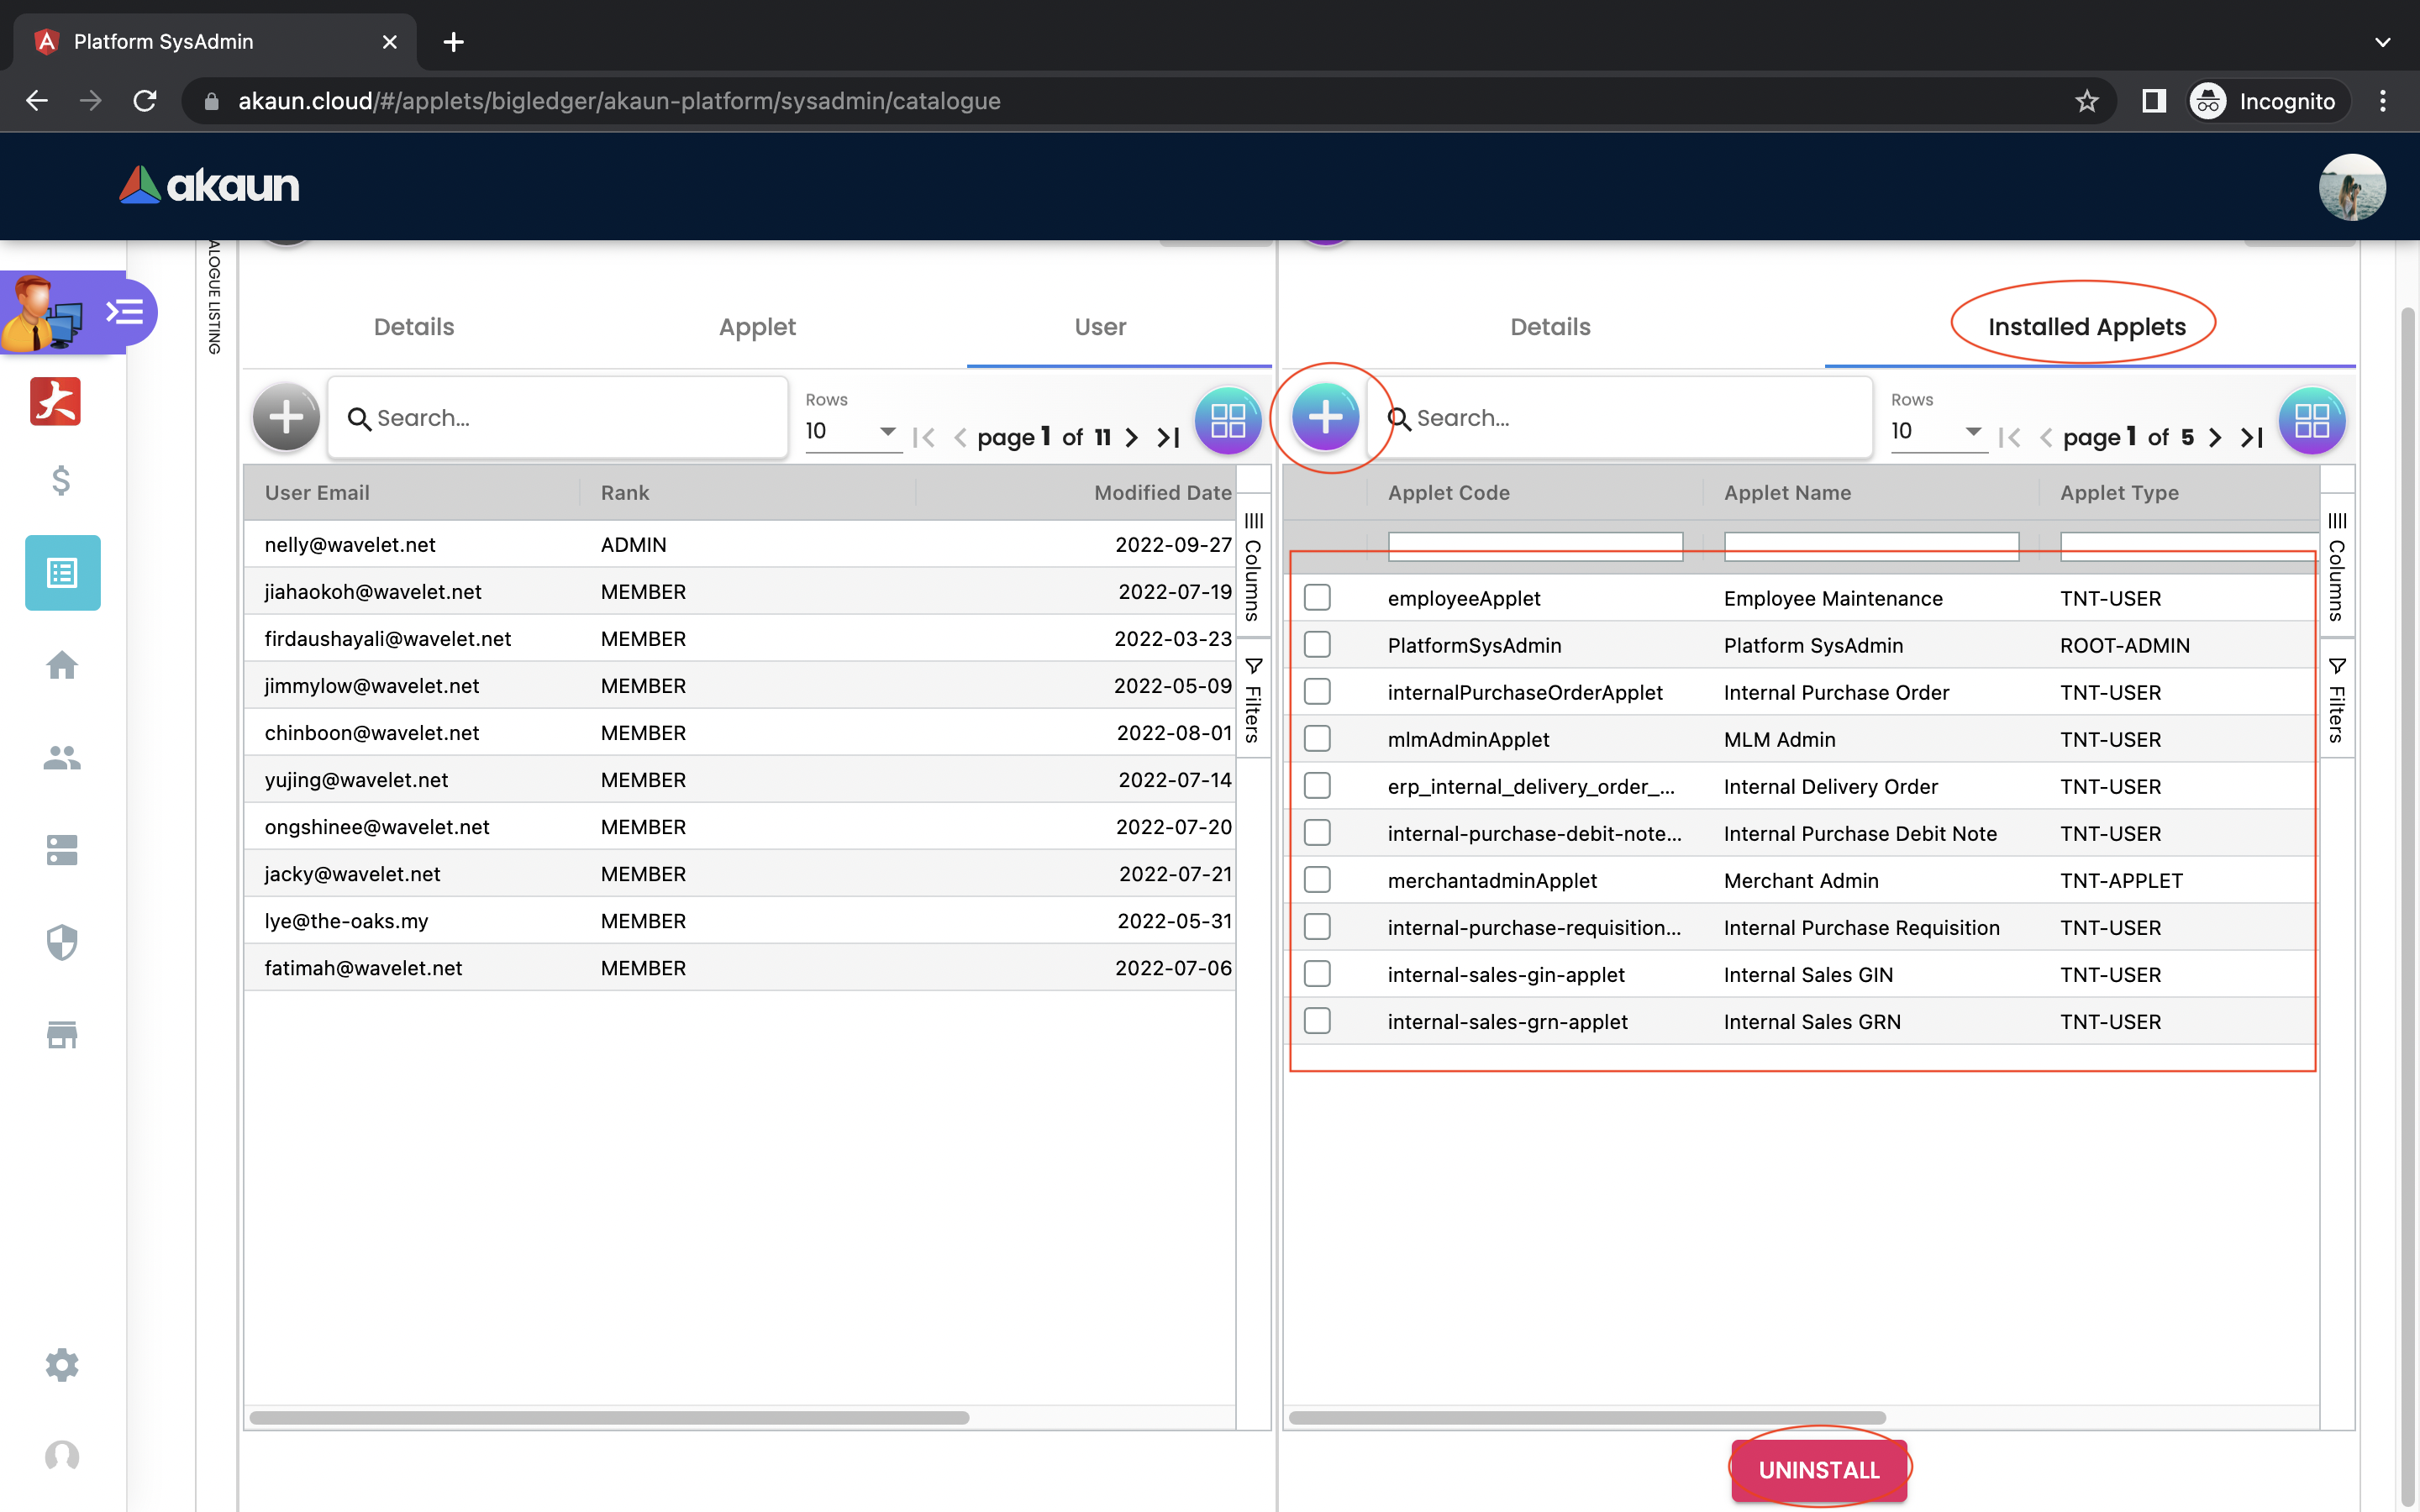 Platform SysAdmin
akaun.cloud/#/applets/bigledger/akaun-platform/sysadmin/catalogue
Incognito
akaun
ALOGUE LISTING
Details Applet User
Search...
Rows
10
page 1 of 11
User Email Rank Modified Date
nelly@wavelet.net ADMIN 2022-09-27
jiahaokoh@wavelet.net MEMBER 2022-07-19
firdaushayali@wavelet.net MEMBER 2022-03-23
jimmylow@wavelet.net MEMBER 2022-05-09
chinboon@wavelet.net MEMBER 2022-08-01
yujing@wavelet.net MEMBER 2022-07-14
ongshinee@wavelet.net MEMBER 2022-07-20
jacky@wavelet.net MEMBER 2022-07-21
lye@the-oaks.my MEMBER 2022-05-31
fatimah@wavelet.net MEMBER 2022-07-06
Columns
Filters
Details Installed Applets
Search...
Rows
10
page 1 of 5
Applet Code Applet Name Applet Type
employeeApplet Employee Maintenance TNT-USER
PlatformSysAdmin Platform SysAdmin ROOT-ADMIN
internalPurchaseOrderApplet Internal Purchase Order TNT-USER
mlmAdminApplet MLM Admin TNT-USER
erp_internal_delivery_order_... Internal Delivery Order TNT-USER
internal-purchase-debit-note... Internal Purchase Debit Note TNT-USER
merchantadminApplet Merchant Admin TNT-APPLET
internal-purchase-requisition... Internal Purchase Requisition TNT-USER
internal-sales-gin-applet Internal Sales GIN TNT-USER
internal-sales-grn-applet Internal Sales GRN TNT-USER
Columns
Filters
UNINSTALL